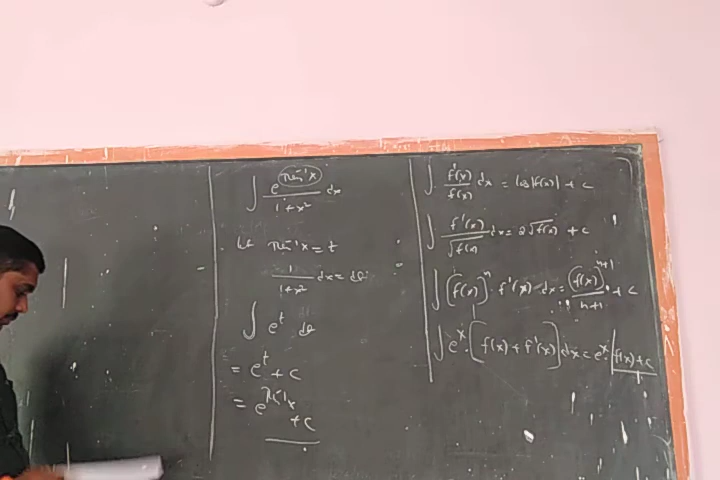 ∫ e^(tan⁻¹x) / (1+x²) dx
let tan⁻¹x = t
1/(1+x²) dx = dt
∫ e^t dt
= e^t + c
= e^(tan⁻¹x) + c
∫ f'(x)/f(x) dx = log|f(x)| + c
∫ f'(x)/√f(x) dx = 2√f(x) + c
∫ (f(x))^n · f'(x) dx = (f(x))^(n+1)/(n+1) + c
∫ e^x · [f(x) + f'(x)] dx = e^x · f(x) + c